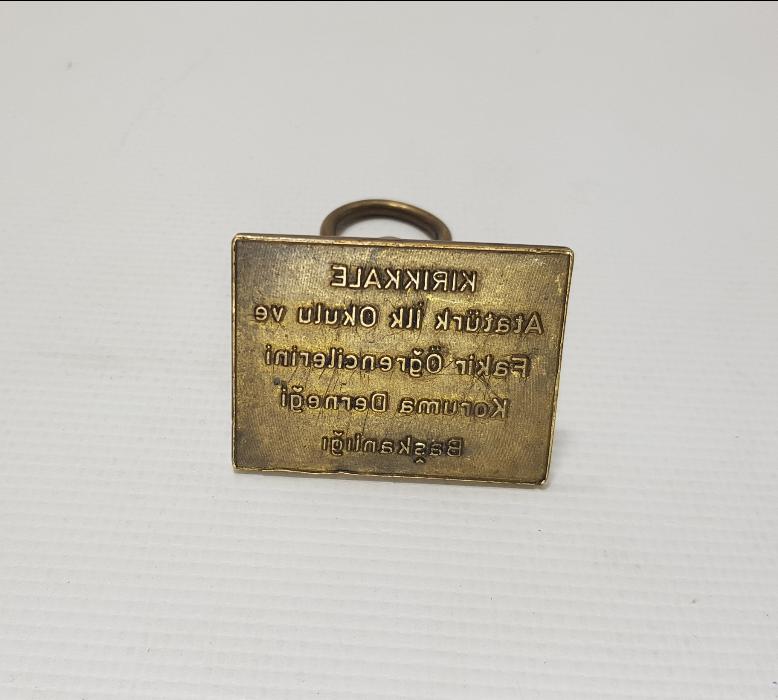 KIRIKKALE
Atatürk İlk Okulu ve
Fakir Öğrencilerini
Koruma Derneği
Başkanlığı